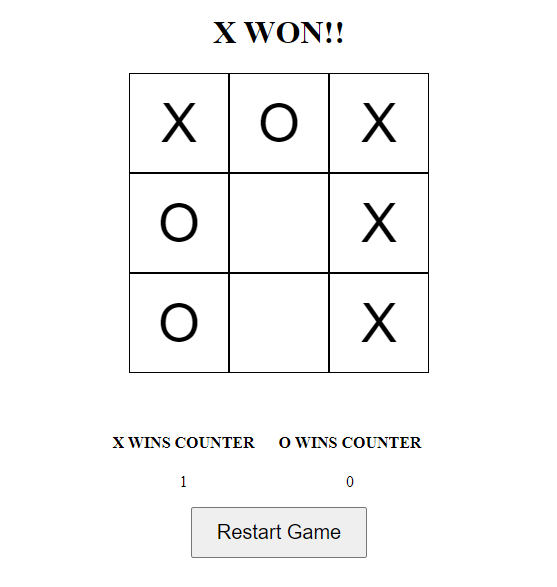 X WON!!
X O X
O X
O X
X WINS COUNTER O WINS COUNTER
1 0
Restart Game